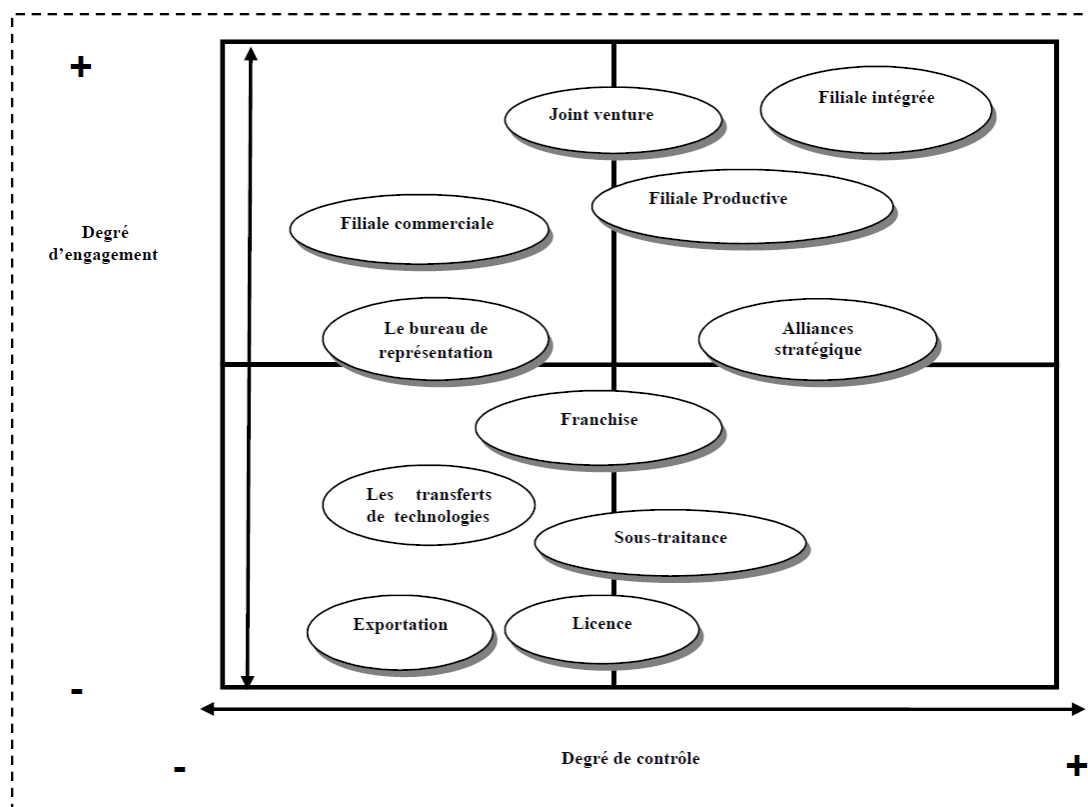 +
Filiale intégrée
Joint venture
Filiale Productive
Filiale commerciale
Degré
d’engagement
Le bureau de
représentation
Alliances
stratégique
Franchise
Les transferts
de technologies
Sous-traitance
Exportation
Licence
-
Degré de contrôle
-
+